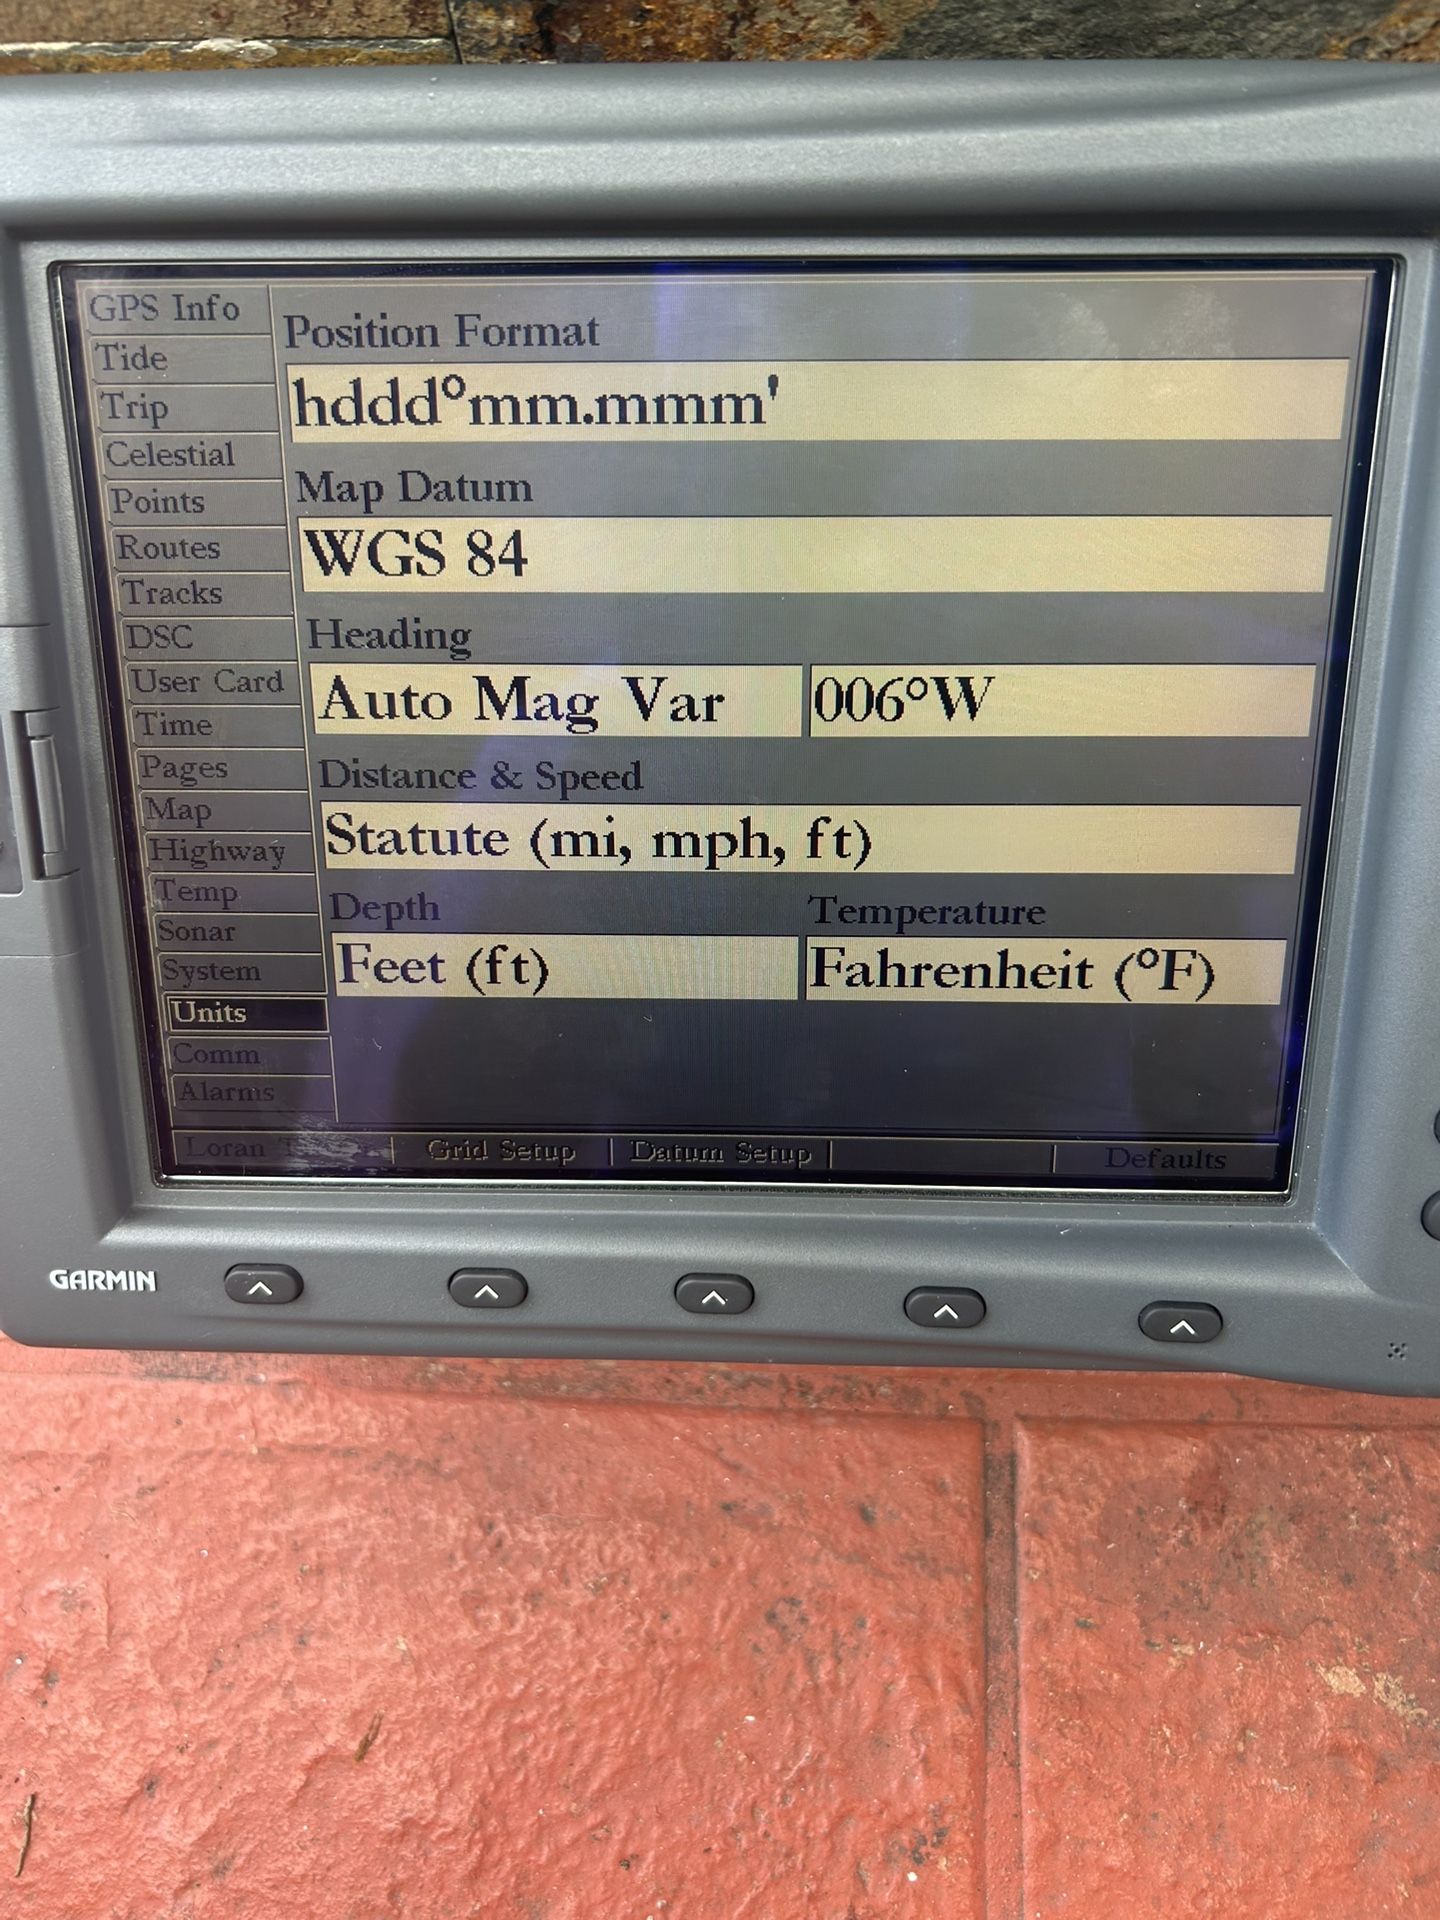 GPS Info
Tide
Trip
Celestial
Points
Routes
Tracks
DSC
User Card
Time
Pages
Map
Highway
Temp
Sonar
System
Units
Comm
Alarms
Position Format
hddd°mm.mmm'
Map Datum
WGS 84
Heading
Auto Mag Var 006°W
Distance & Speed
Statute (mi, mph, ft)
Depth Temperature
Feet (ft) Fahrenheit (°F)
Loran Grid Setup Datum Setup Defaults
GARMIN